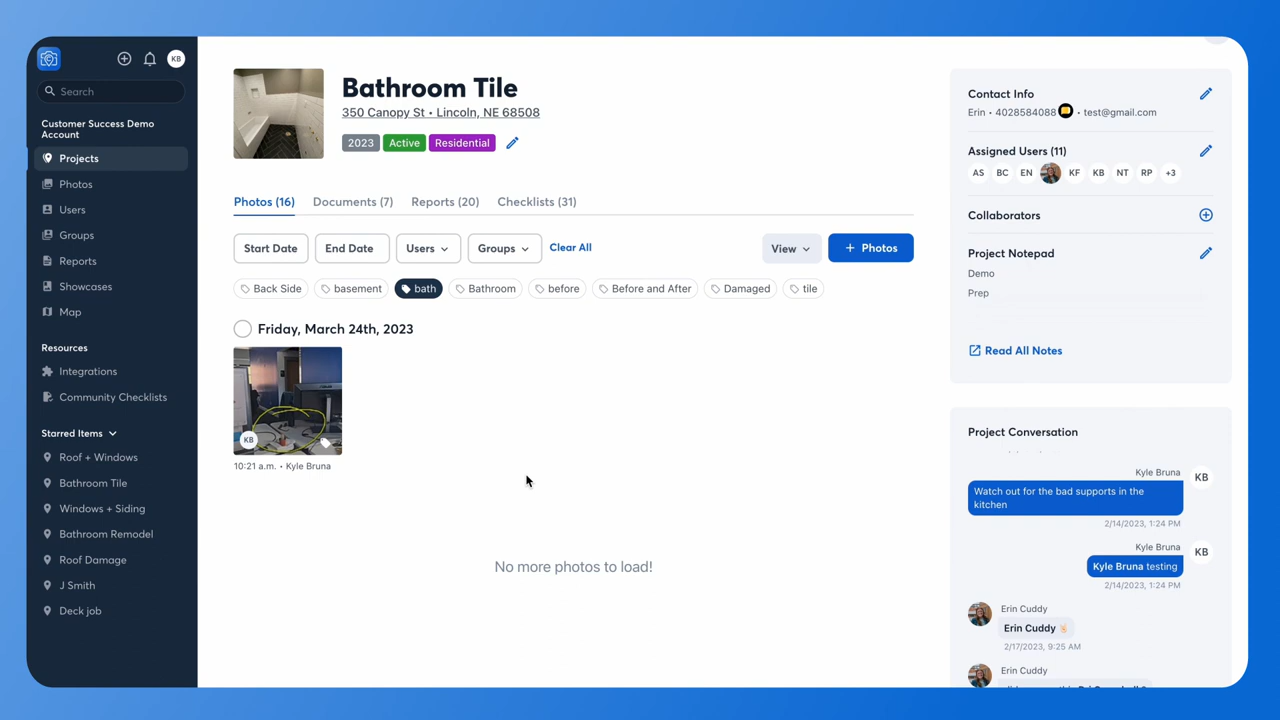 KB
Search
Customer Success Demo
Account
Projects
Photos
Users
Groups
Reports
Showcases
Map
Resources
Integrations
Community Checklists
Starred Items
Roof + Windows
Bathroom Tile
Windows + Siding
Bathroom Remodel
Roof Damage
J Smith
Deck job
Bathroom Tile
350 Canopy St • Lincoln, NE 68508
2023
Active
Residential
Photos (16)
Documents (7)
Reports (20)
Checklists (31)
Start Date
End Date
Users
Groups
Clear All
View
+ Photos
Back Side
basement
bath
Bathroom
before
Before and After
Damaged
tile
Friday, March 24th, 2023
KB
10:21 a.m. • Kyle Bruna
No more photos to load!
Contact Info
Erin • 4028584088 • test@gmail.com
Assigned Users (11)
AS
BC
EN
KF
KB
NT
RP
+3
Collaborators
Project Notepad
Demo
Prep
Read All Notes
Project Conversation
Kyle Bruna
KB
Watch out for the bad supports in the
kitchen
2/14/2023, 1:24 PM
Kyle Bruna
KB
Kyle Bruna testing
2/14/2023, 1:24 PM
Erin Cuddy
Erin Cuddy 👌🏻
2/17/2023, 9:25 AM
Erin Cuddy